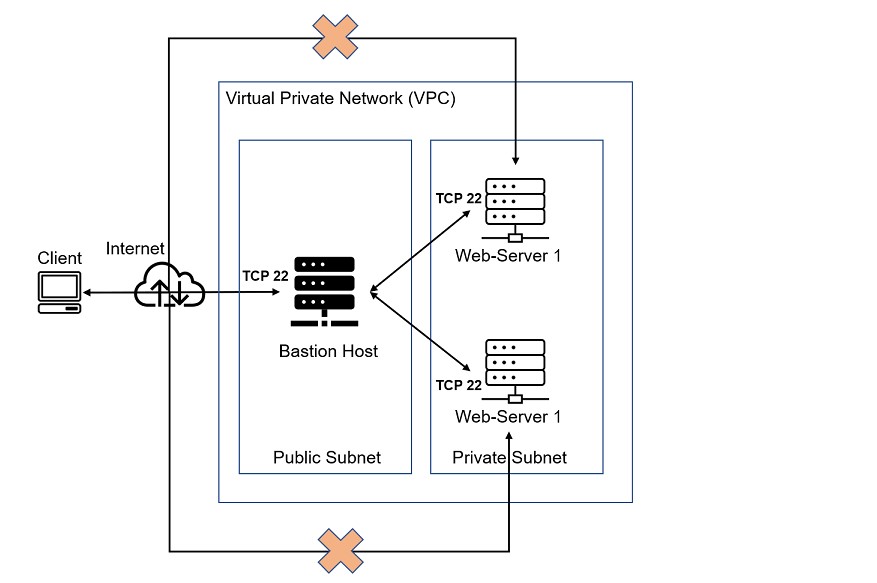 Virtual Private Network (VPC)
Client
Internet
TCP 22
Bastion Host
Public Subnet
TCP 22
Web-Server 1
TCP 22
Web-Server 1
Private Subnet